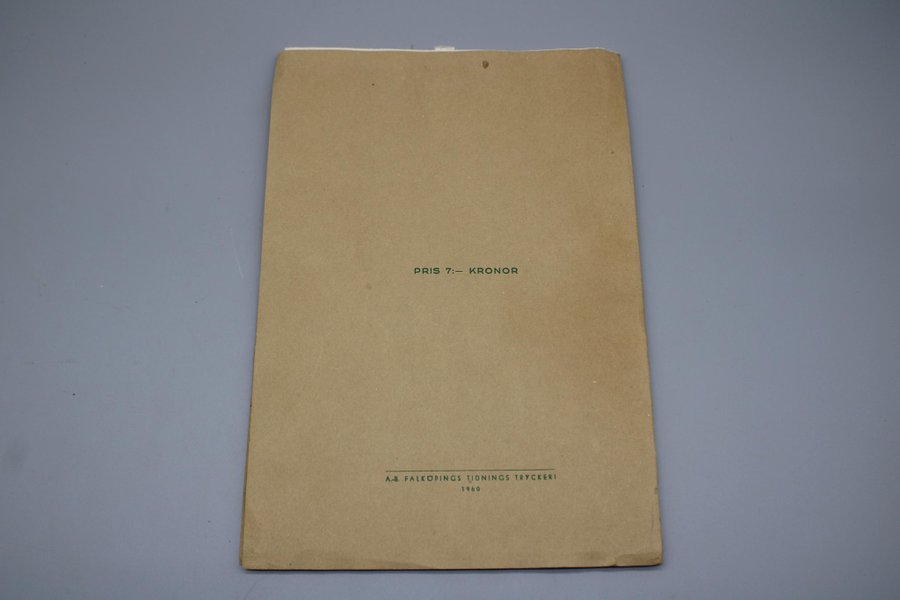 PRIS 7:— KRONOR
A.-B. FALKÖPINGS TIDNINGS TRYCKERI
1960